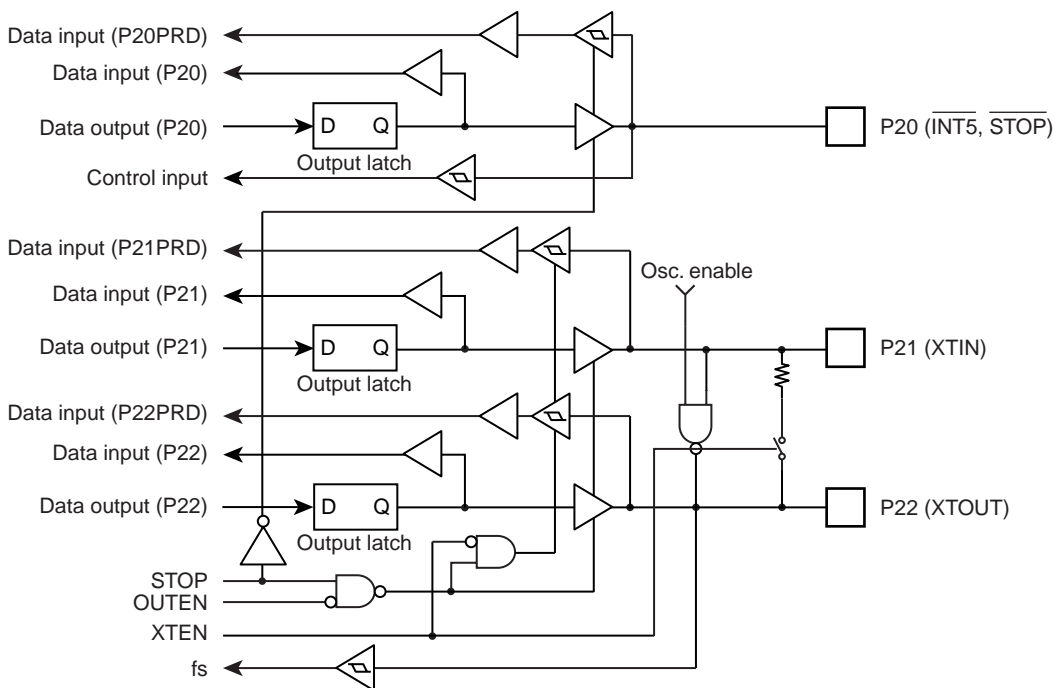 Data input (P20PRD)
Data input (P20)
Data output (P20)
D Q
Output latch
P20 (INT5, STOP)
Control input
Data input (P21PRD)
Osc. enable
Data input (P21)
Data output (P21)
D Q
Output latch
P21 (XTIN)
Data input (P22PRD)
Data input (P22)
Data output (P22)
D Q
Output latch
P22 (XTOUT)
STOP
OUTEN
XTEN
fs